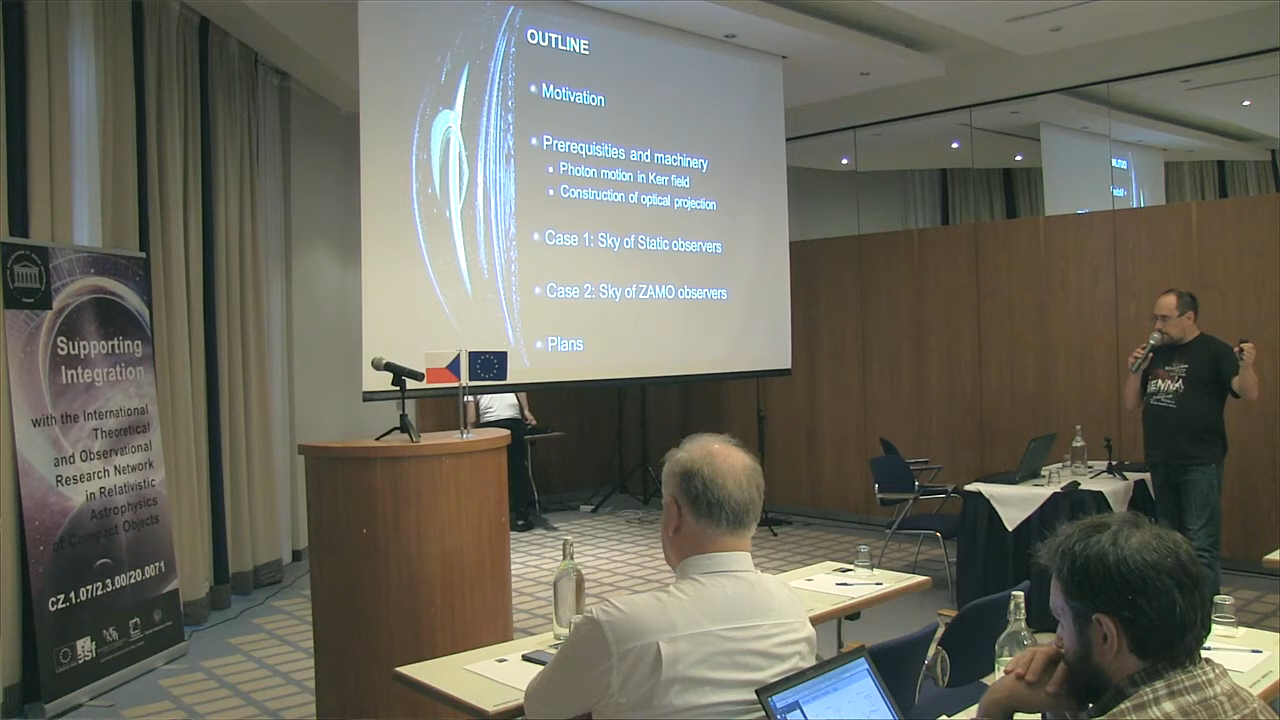 OUTLINE
Motivation
Prerequisities and machinery
Photon motion in Kerr field
Construction of optical projection
Case 1: Sky of Static observers
Case 2: Sky of ZAMO observers
Plans
Supporting
Integration
with the International
Theoretical
and Observational
Research Network
in Relativistic
Astrophysics
of Compact Objects
CZ.1.07/2.3.00/20.0071
esf